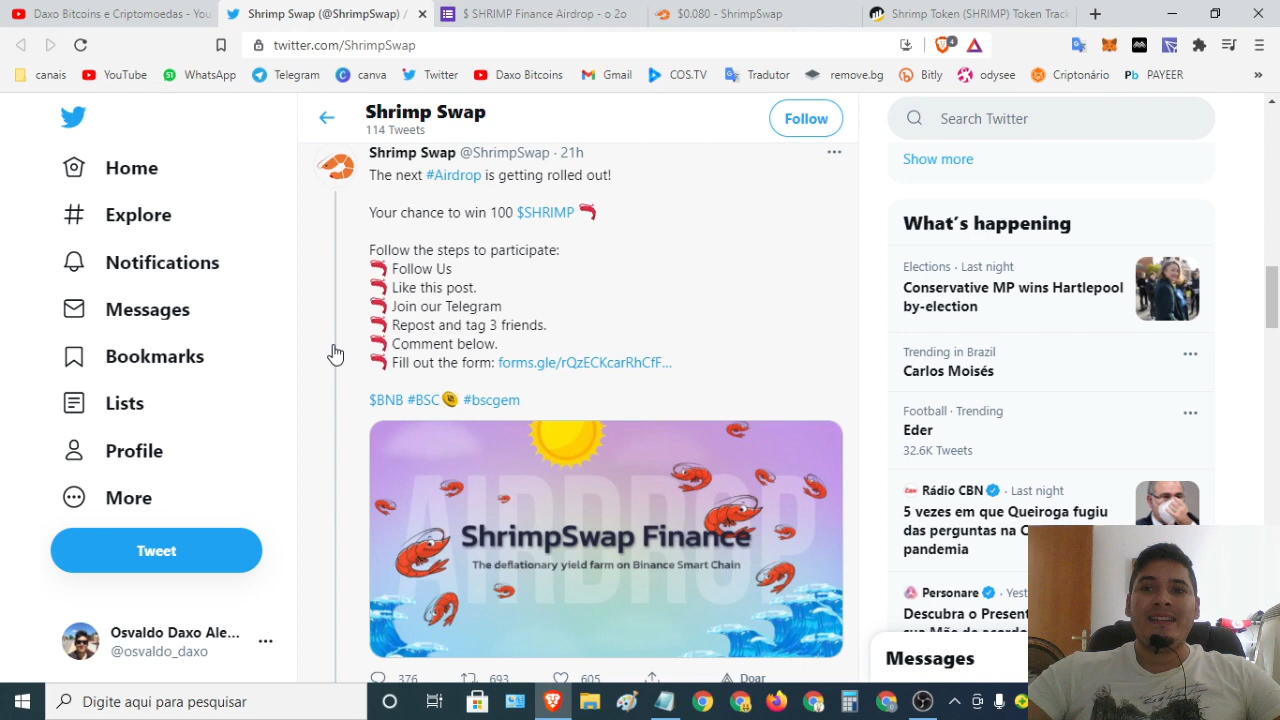 Daxo Bitcoins e Criptomoedas - You
Shrimp Swap (@ShrimpSwap) /
$ SHRIMP Finance Airdrop - o 2o
$0.080 - ShrimpSwap
Shrimp Token (SHRIMP) Token Track
twitter.com/ShrimpSwap
4
canais
YouTube
WhatsApp
Telegram
canva
Twitter
Daxo Bitcoins
Gmail
COS.TV
Tradutor
remove.bg
Bitly
odysee
Criptonário
Pb PAYEER
Home
Explore
Notifications
Messages
Bookmarks
Lists
Profile
More
Tweet
Osvaldo Daxo Ale...
@osvaldo_daxo
Shrimp Swap
114 Tweets
Follow
Shrimp Swap @ShrimpSwap · 21h
The next #Airdrop is getting rolled out!
Your chance to win 100 $SHRIMP
Follow the steps to participate:
Follow Us
Like this post.
Join our Telegram
Repost and tag 3 friends.
Comment below.
Fill out the form: forms.gle/rQzECKcarRhCfF...
$BNB #BSC #bscgem
AIRDROP
ShrimpSwap Finance
The deflationary yield farm on Binance Smart Chain
376
693
605
Doar
Search Twitter
Show more
What's happening
Elections · Last night
Conservative MP wins Hartlepool
by-election
Trending in Brazil
Carlos Moisés
Football · Trending
Eder
32.6K Tweets
Rádio CBN · Last night
5 vezes em que Queiroga fugiu
das perguntas na C
pandemia
Personare · Yest
Descubra o Present
Messages
Digite aqui para pesquisar